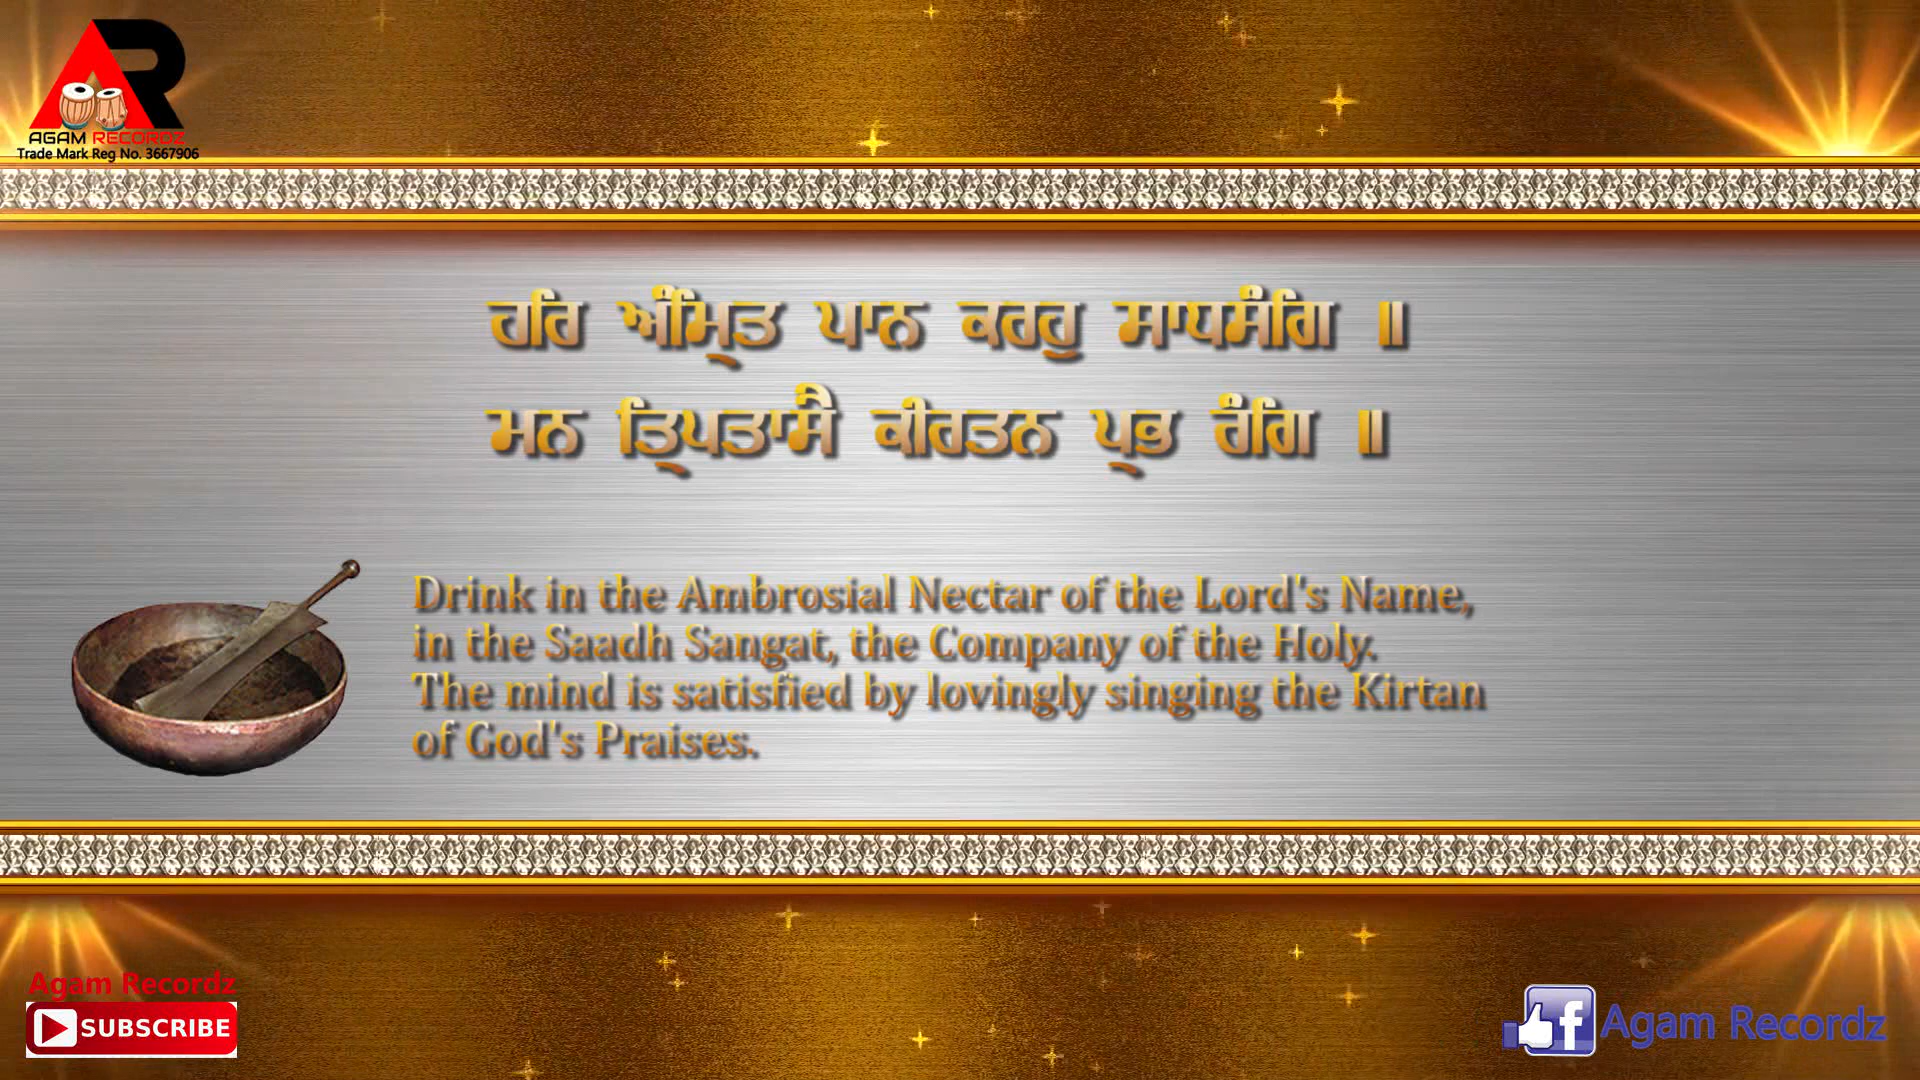 AR
AGAM RECORDZ
Trade Mark Reg No. 3667906
ਹਰਿ ਅੰਮ੍ਰਿਤ ਪਾਨ ਕਰਹੁ ਸਾਧਸੰਗਿ ॥
ਮਨ ਤ੍ਰਿਪਤਾਸੈ ਕੀਰਤਨ ਪ੍ਰਭ ਰੰਗਿ ॥
Drink in the Ambrosial Nectar of the Lord's Name,
in the Saadh Sangat, the Company of the Holy.
The mind is satisfied by lovingly singing the Kirtan
of God's Praises.
Agam Recordz
SUBSCRIBE
f Agam Recordz